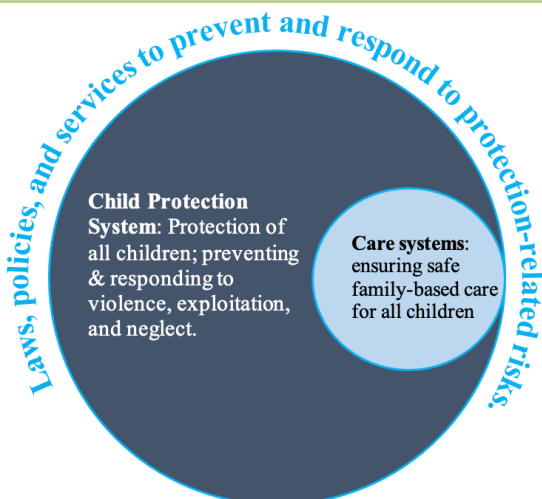 Laws, policies, and services to prevent and respond to protection-related risks.
Child Protection
System: Protection of
all children; preventing
& responding to
violence, exploitation,
and neglect.
Care systems:
ensuring safe
family-based care
for all children